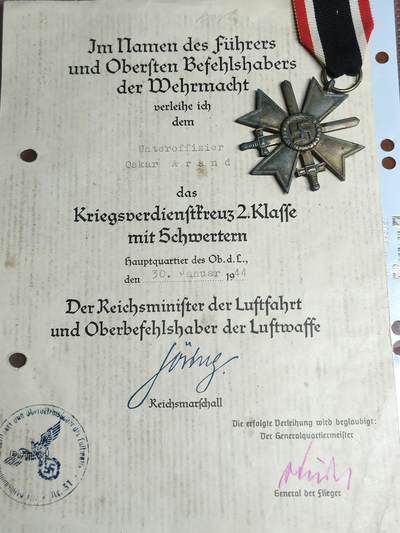 Im Namen des Führers
und Obersten Befehlshabers
der Wehrmacht
verleihe ich
dem
Unteroffizier
Oskar Arand
das
Kriegsverdienstkreuz 2. Klasse
mit Schwertern
Hauptquartier des Ob. d. L.,
den 30. Januar 1944
Der Reichsminister der Luftfahrt
und Oberbefehlshaber der Luftwaffe
Göring
Reichsmarschall
Die erfolgte Verleihung wird beglaubigt:
Der Generalquartiermeister
General der Flieger